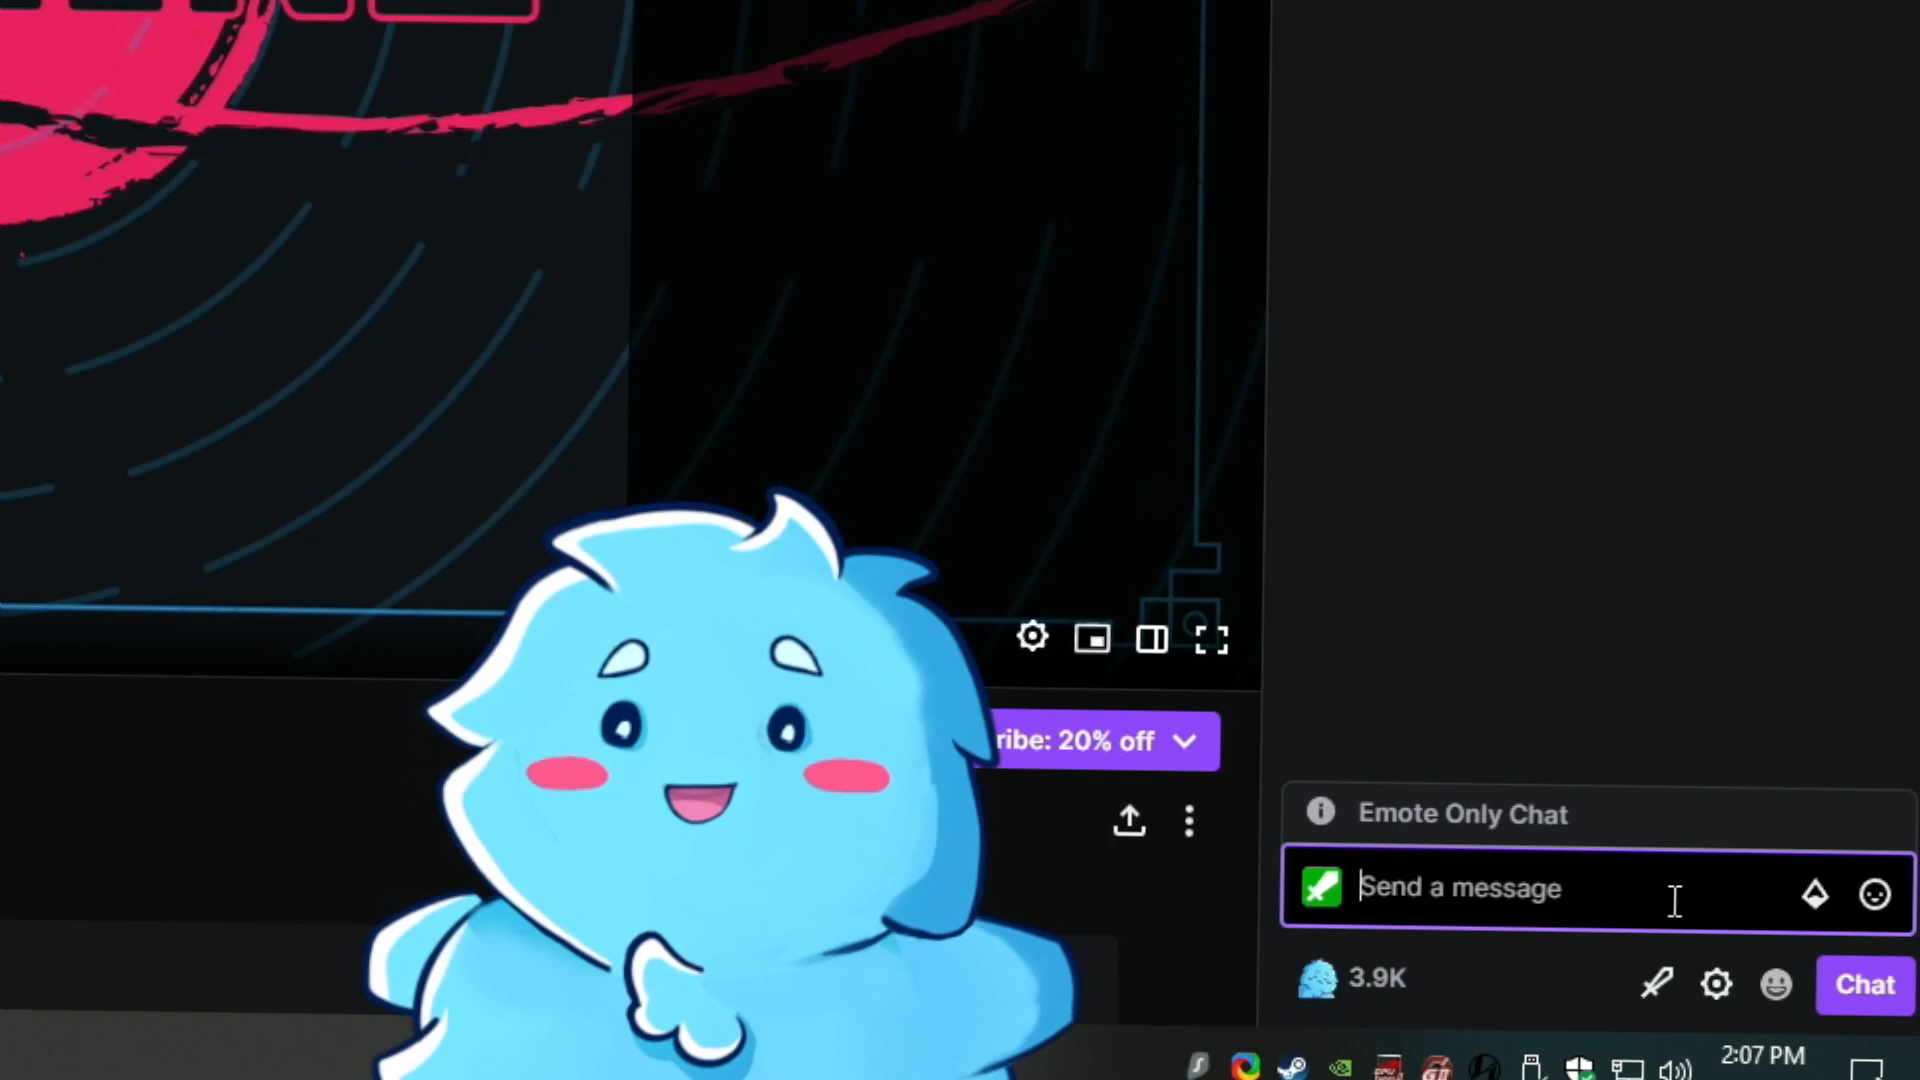 ribe: 20% off
Emote Only Chat
Send a message
3.9K
Chat
2:07 PM